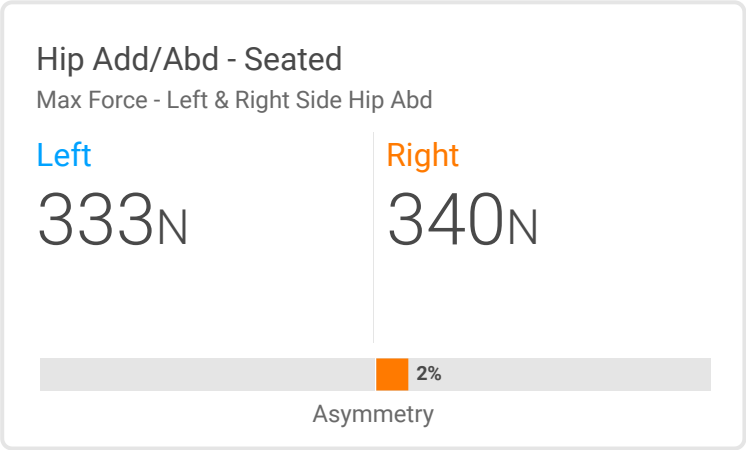 Hip Add/Abd - Seated
Max Force - Left & Right Side Hip Abd
Left
333N
Right
340N
2%
Asymmetry